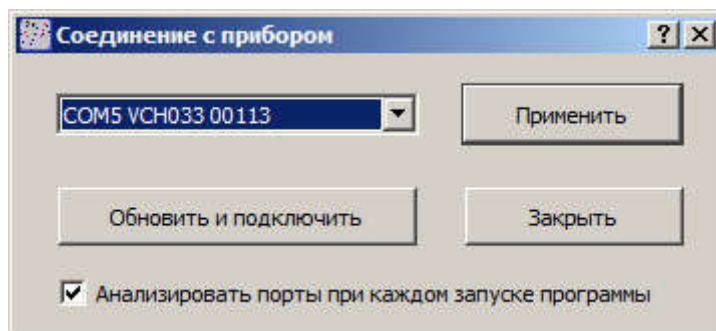 Соединение с прибором
COM5 VCH033 00113
Применить
Обновить и подключить
Закрыть
Анализировать порты при каждом запуске программы